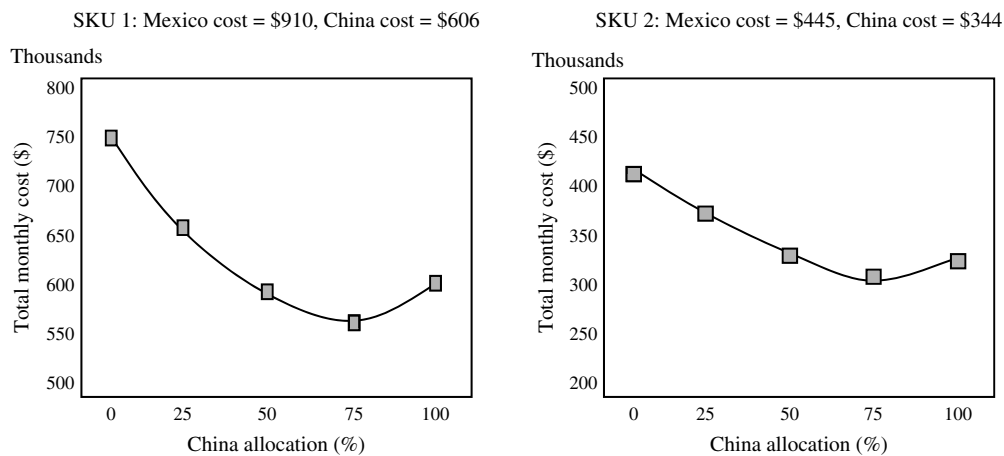 SKU 1: Mexico cost = $910, China cost = $606
Thousands
Total monthly cost ($)
800
750
700
650
600
550
500
0 25 50 75 100
China allocation (%)
SKU 2: Mexico cost = $445, China cost = $344
Thousands
Total monthly cost ($)
500
450
400
350
300
250
200
0 25 50 75 100
China allocation (%)